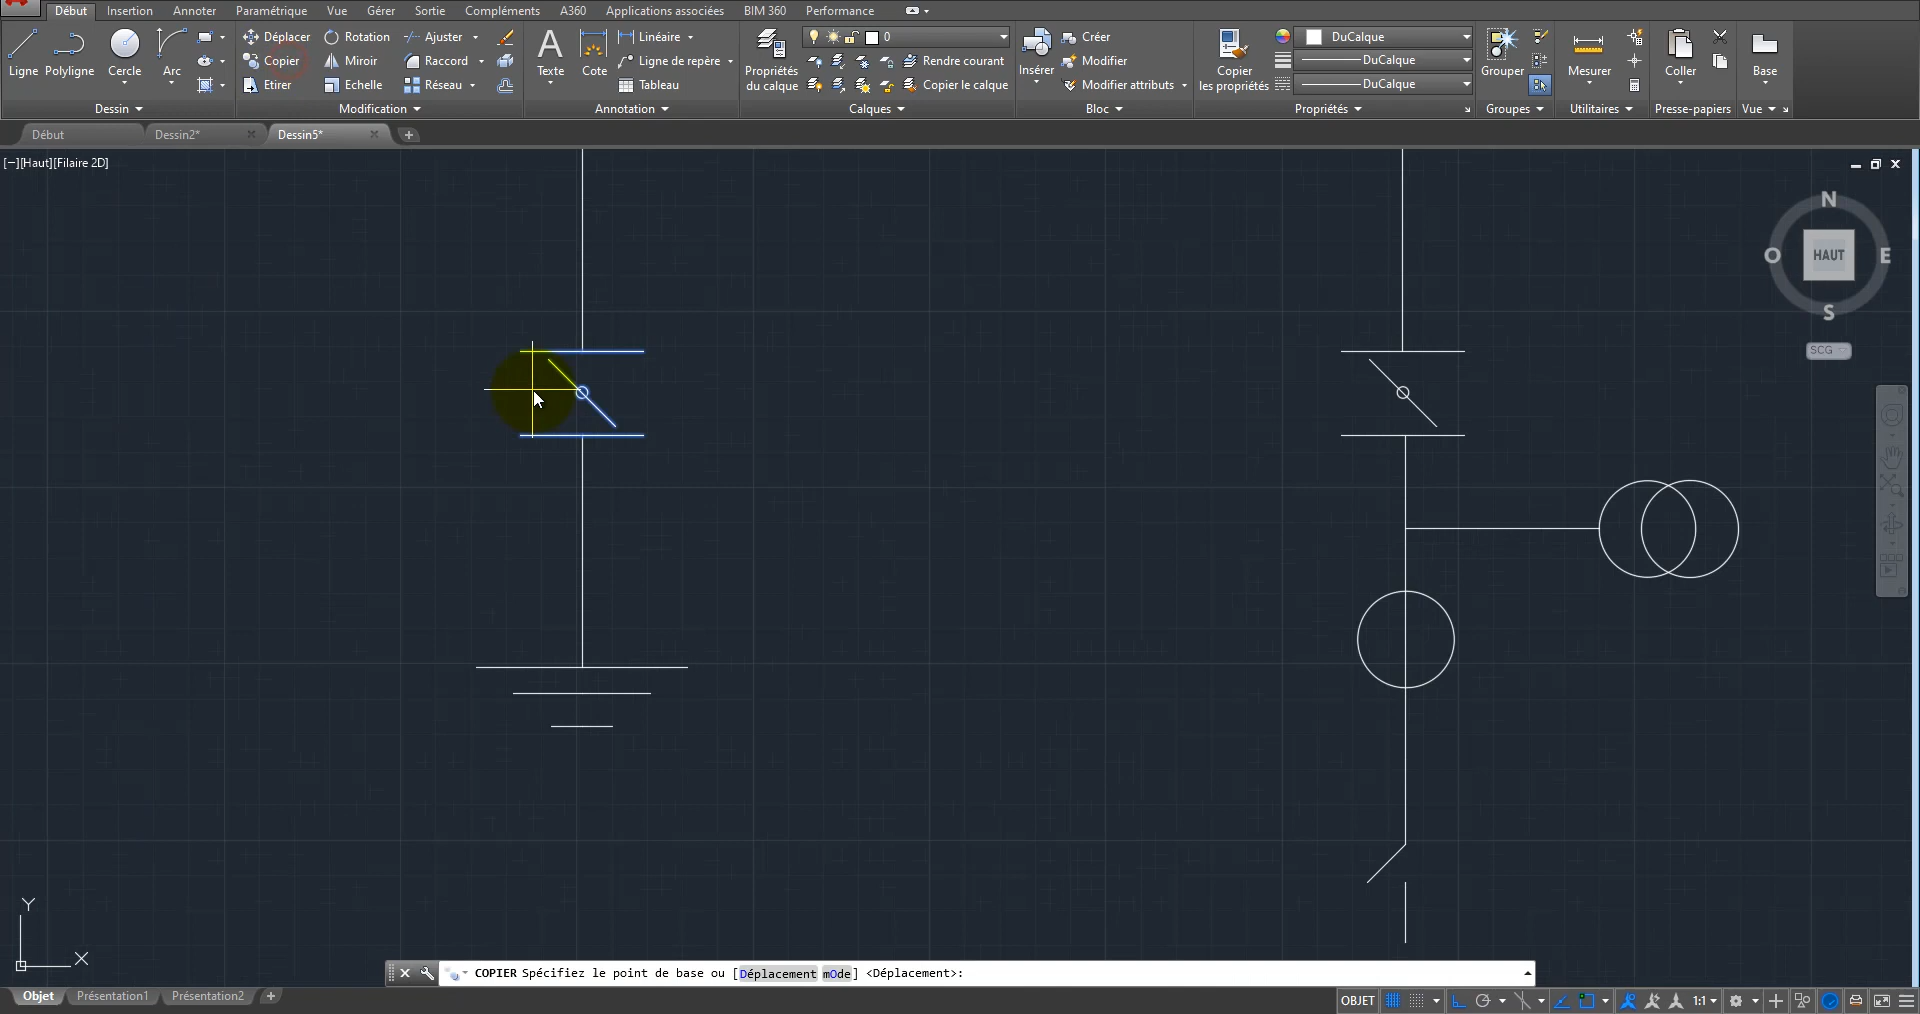 Début Insertion Annoter Paramétrique Vue Gérer Sortie Compléments A360 Applications associées BIM 360 Performance
Déplacer Rotation Ajuster Linéaire 0 Créer DuCalque
Copier Miroir Raccord Ligne de repère Rendre courant Modifier DuCalque
Etirer Echelle Réseau Tableau Copier le calque Modifier attributs DuCalque
Ligne Polyligne Cercle Arc Texte Cote Propriétés du calque Insérer Copier les propriétés Grouper Mesurer Coller Base
Dessin Modification Annotation Calques Bloc Propriétés Groupes Utilitaires Presse-papiers Vue
Début Dessin2* Dessin5*
[−][Haut][Filaire 2D]
N
O HAUT E
S
SCG
Y
X
COPIER Spécifiez le point de base ou [Déplacement mOde] <Déplacement>:
Objet Présentation1 Présentation2 +
OBJET 1:1